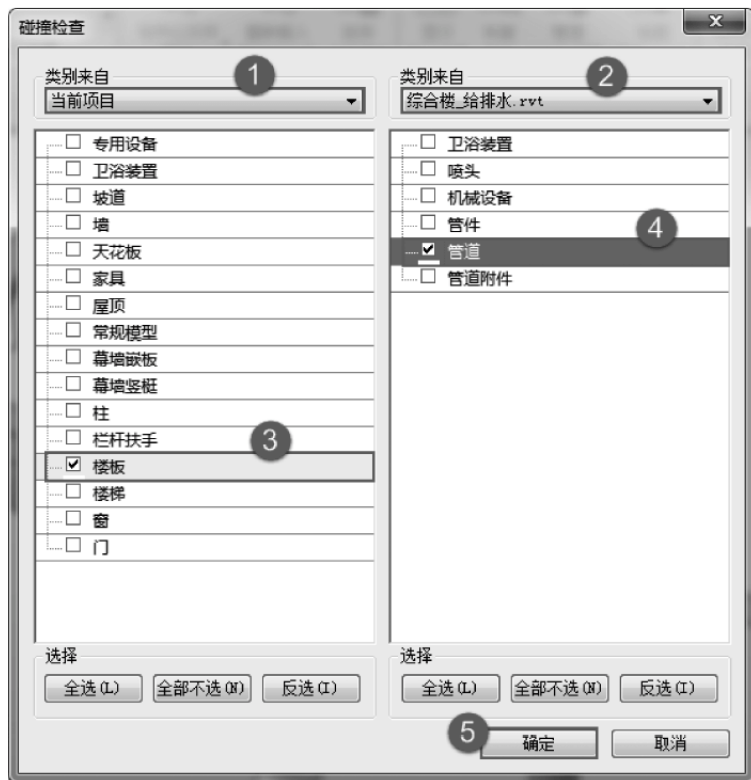 碰撞检查
类别来自
1
当前项目
专用设备
卫浴装置
坡道
墙
天花板
家具
屋顶
常规模型
幕墙嵌板
幕墙竖梃
柱
栏杆扶手
3
楼板
楼梯
窗
门
选择
全选(L)
全部不选(N)
反选(I)
类别来自
2
综合楼_给排水.rvt
卫浴装置
喷头
机械设备
管件
4
管道
管道附件
选择
全选(L)
全部不选(N)
反选(I)
5
确定
取消